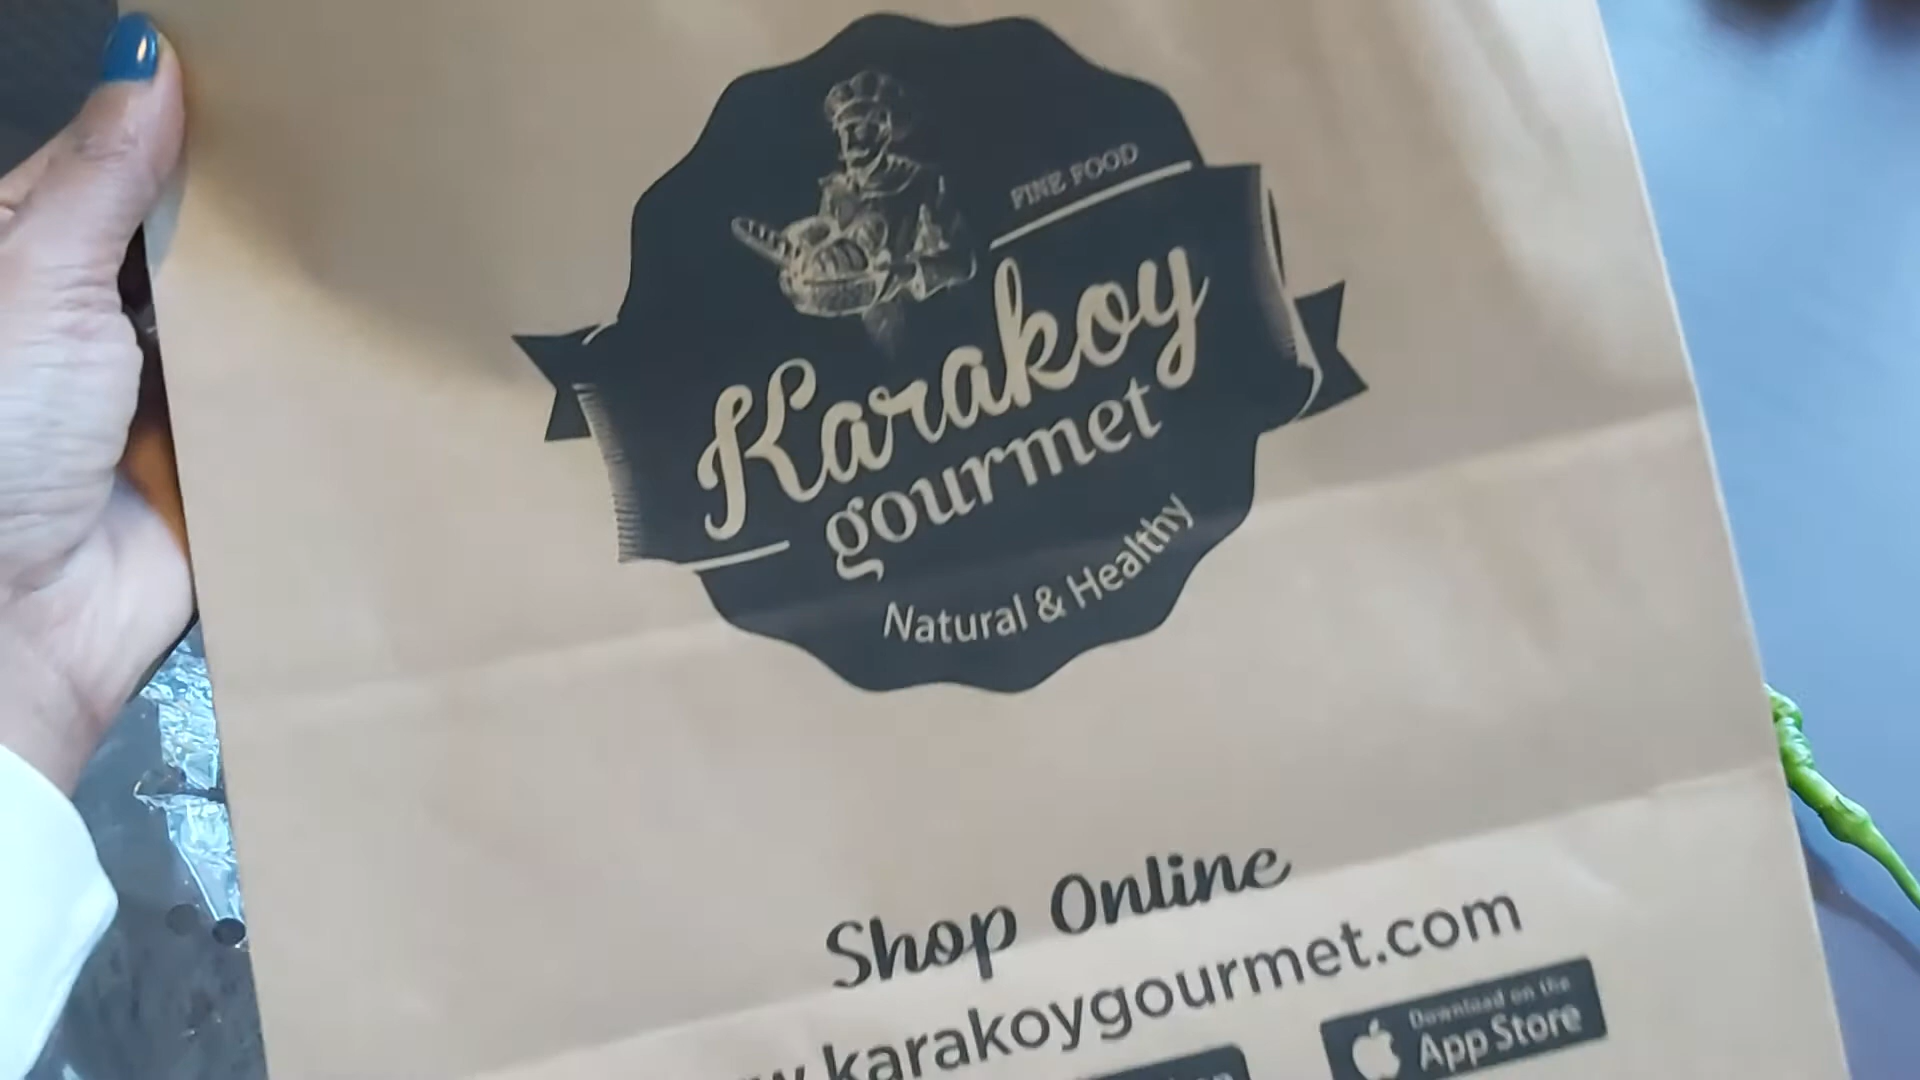 FINE FOOD
Karakoy
gourmet
Natural & Healthy
Shop Online
karakoygourmet.com
Download on the
App Store